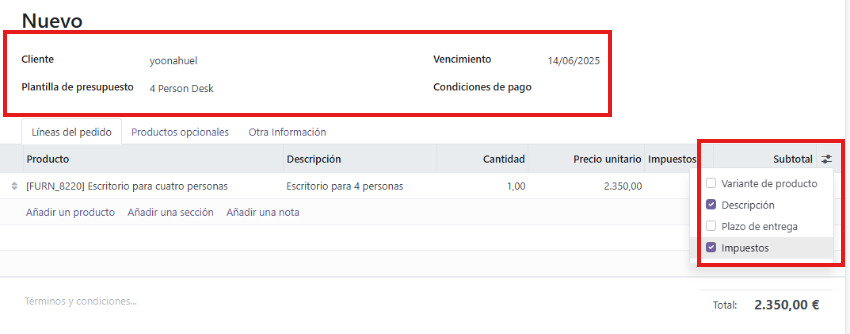 Nuevo
Cliente yoonahuel Vencimiento 14/06/2025
Plantilla de presupuesto 4 Person Desk Condiciones de pago
Líneas del pedido Productos opcionales Otra Información
Producto Descripción Cantidad Precio unitario Impuestos Subtotal
[FURN_8220] Escritorio para cuatro personas Escritorio para 4 personas 1,00 2.350,00
Variante de producto
Descripción
Plazo de entrega
Impuestos
Añadir un producto Añadir una sección Añadir una nota
Términos y condiciones...
Total: 2.350,00 €